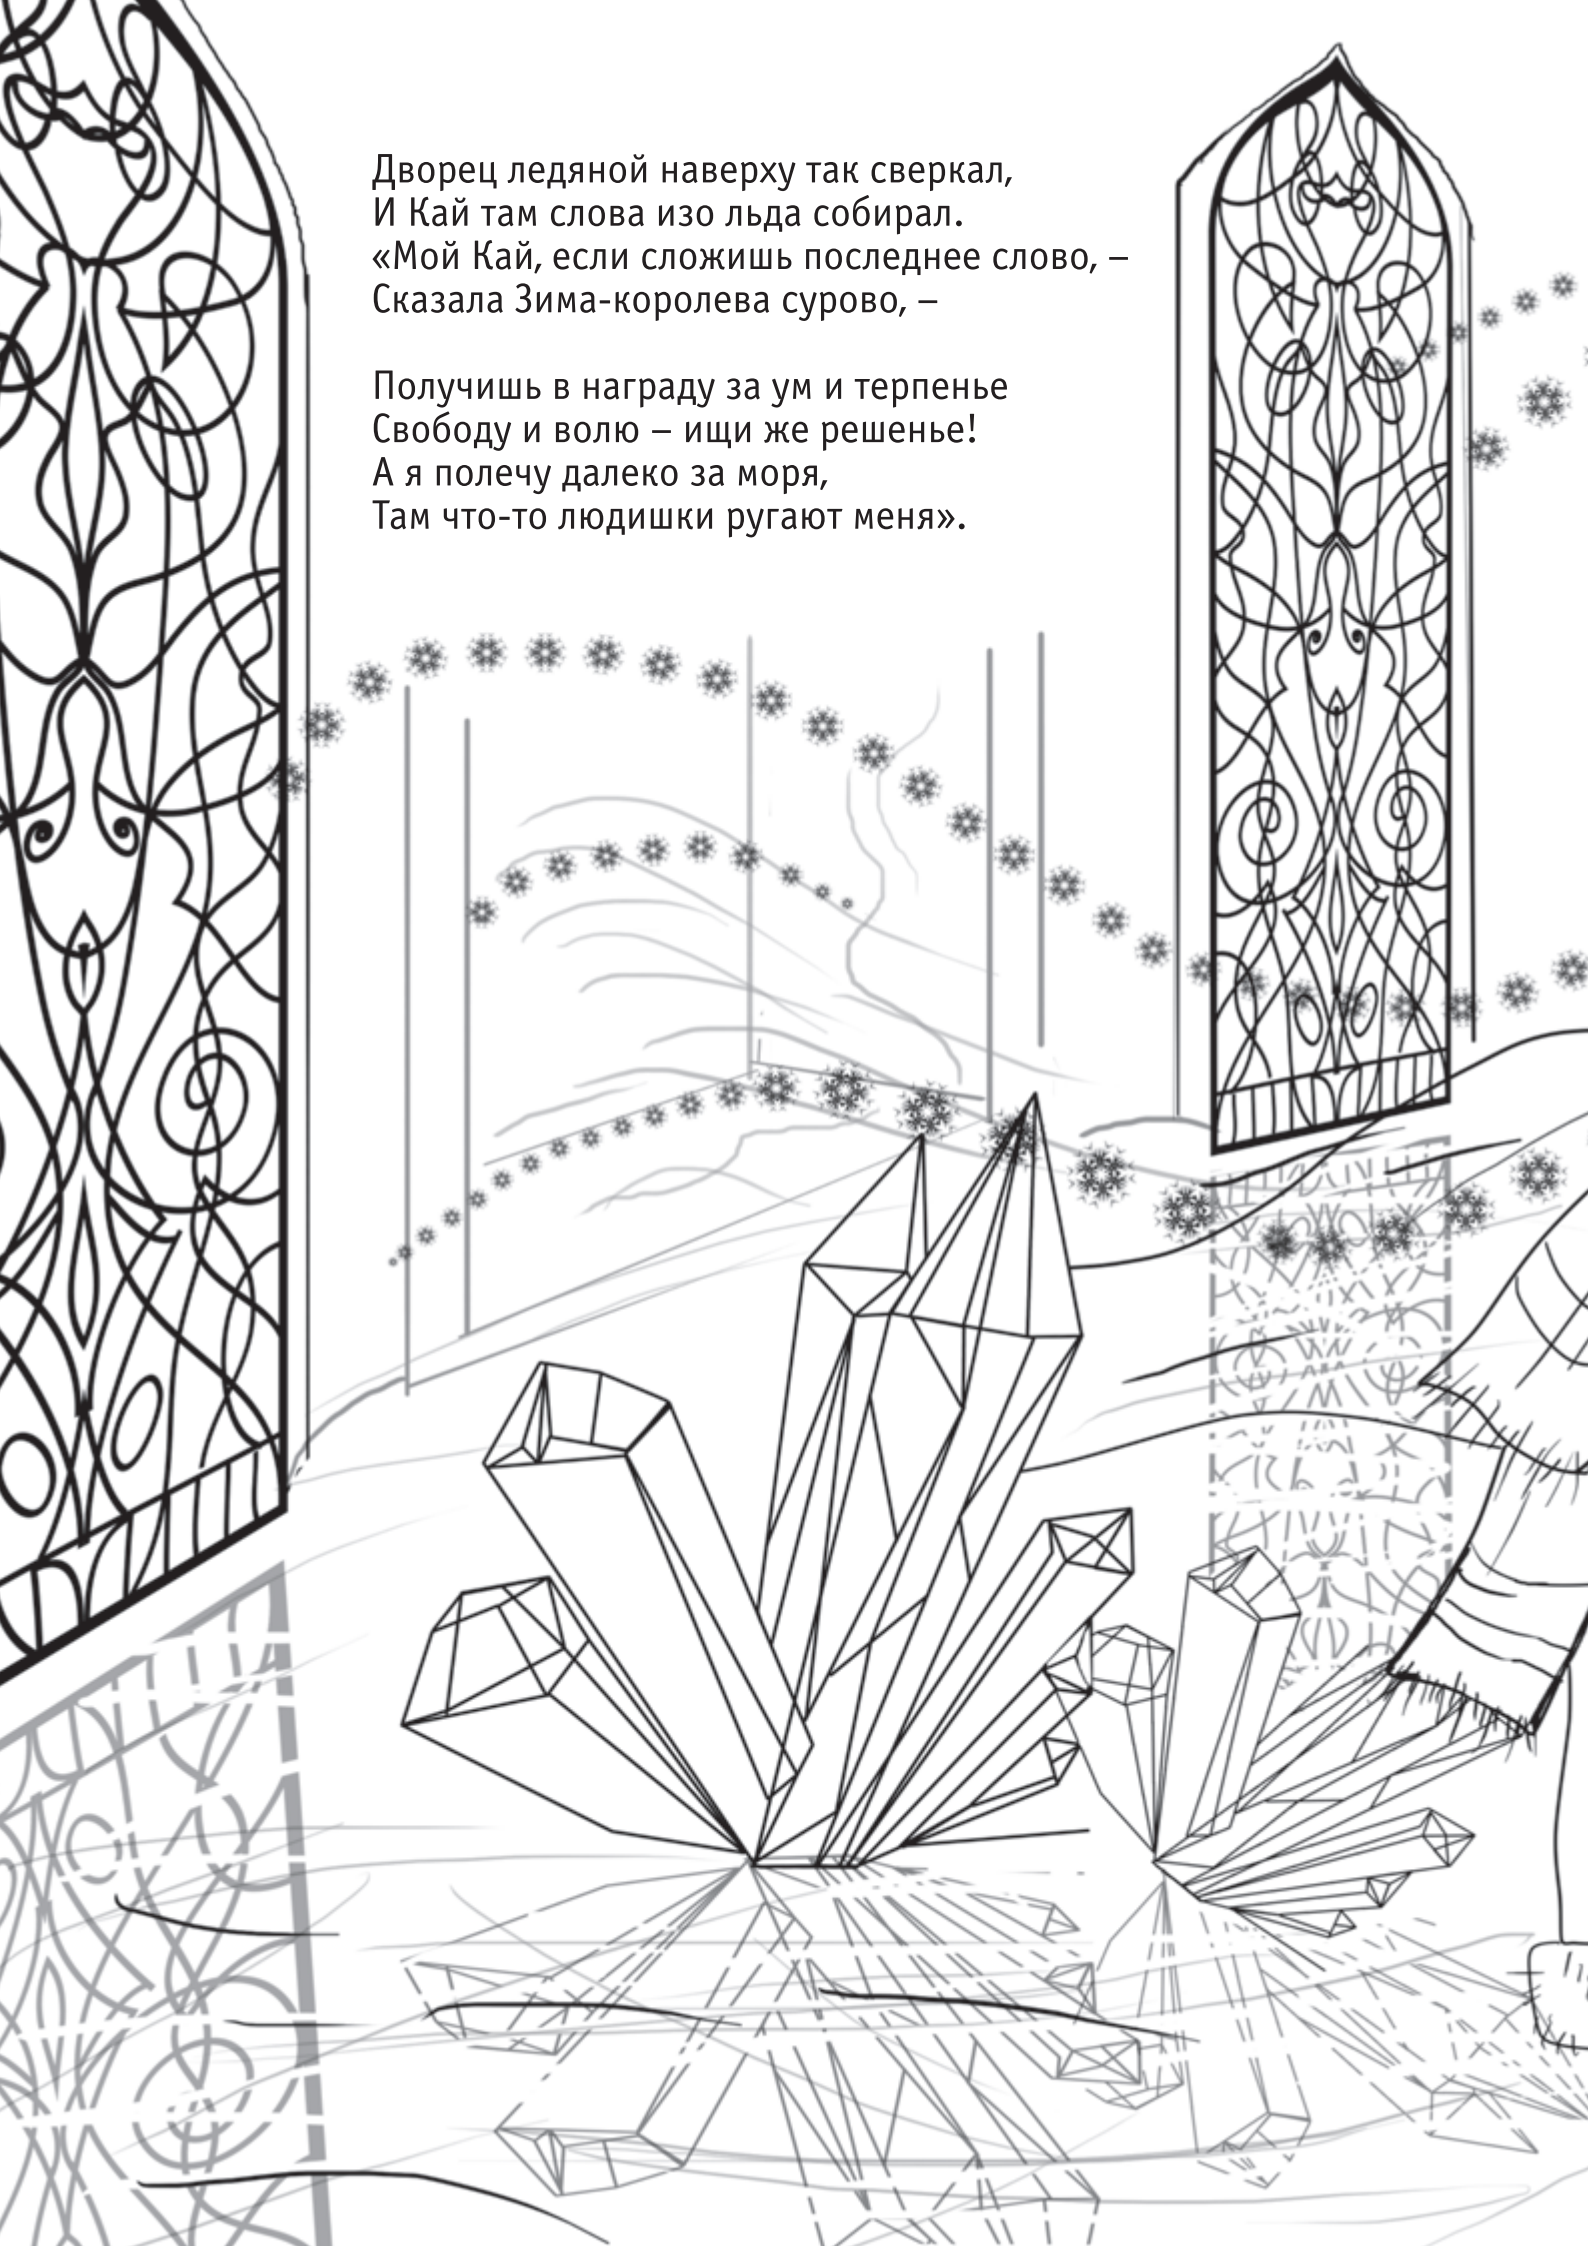 Дворец ледяной наверху так сверкал,
И Кай там слова изо льда собирал.
«Мой Кай, если сложишь последнее слово, –
Сказала Зима-королева сурово, –
Получишь в награду за ум и терпенье
Свободу и волю – ищи же решенье!
А я полечу далеко за моря,
Там что-то людишки ругают меня».